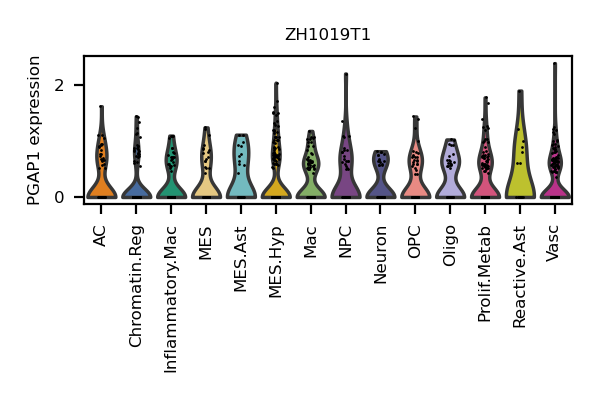 ZH1019T1
PGAP1 expression
2
0
AC
Chromatin.Reg
Inflammatory.Mac
MES
MES.Ast
MES.Hyp
Mac
NPC
Neuron
OPC
Oligo
Prolif.Metab
Reactive.Ast
Vasc